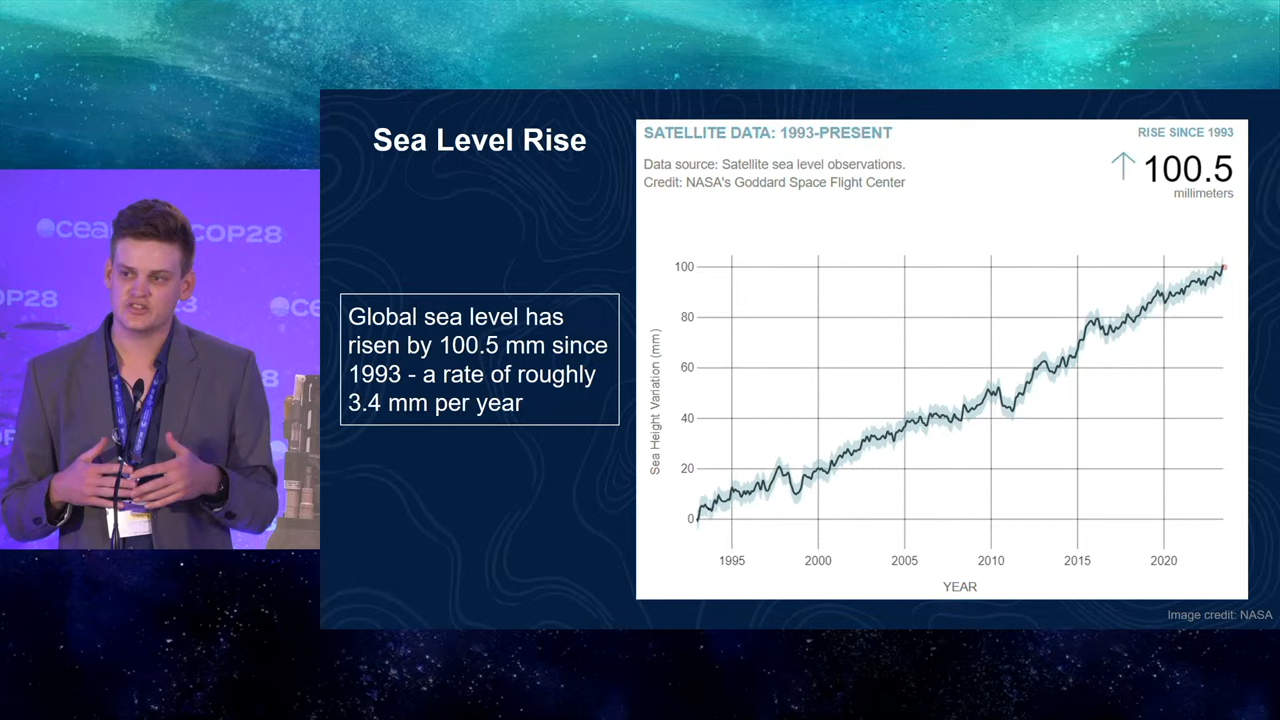 Sea Level Rise
Global sea level has
risen by 100.5 mm since
1993 - a rate of roughly
3.4 mm per year
SATELLITE DATA: 1993-PRESENT
Data source: Satellite sea level observations.
Credit: NASA's Goddard Space Flight Center
RISE SINCE 1993
100.5
millimeters
Sea Height Variation (mm)
100
80
60
40
20
0
1995 2000 2005 2010 2015 2020
YEAR
Image credit: NASA
COP28
OP28